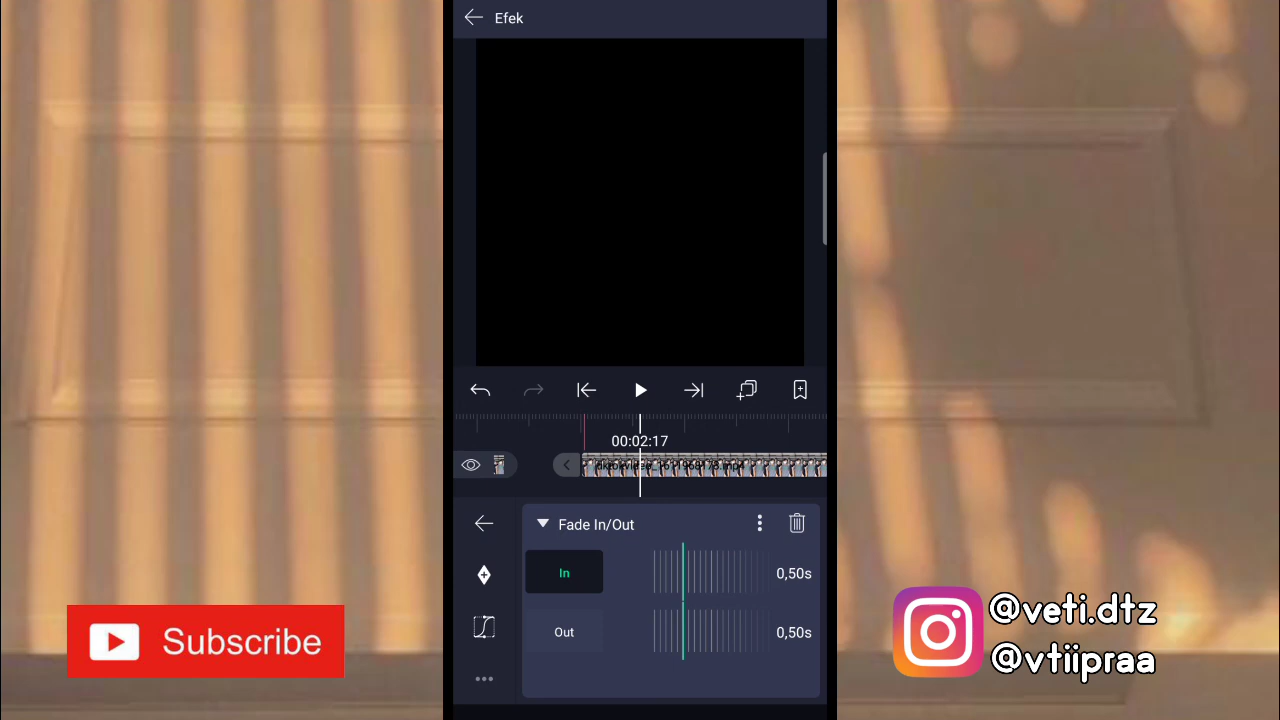 Efek
00:02:17
Fade In/Out
In
0,50s
Out
0,50s
Subscribe
@veti.dtz
@vtiipraa